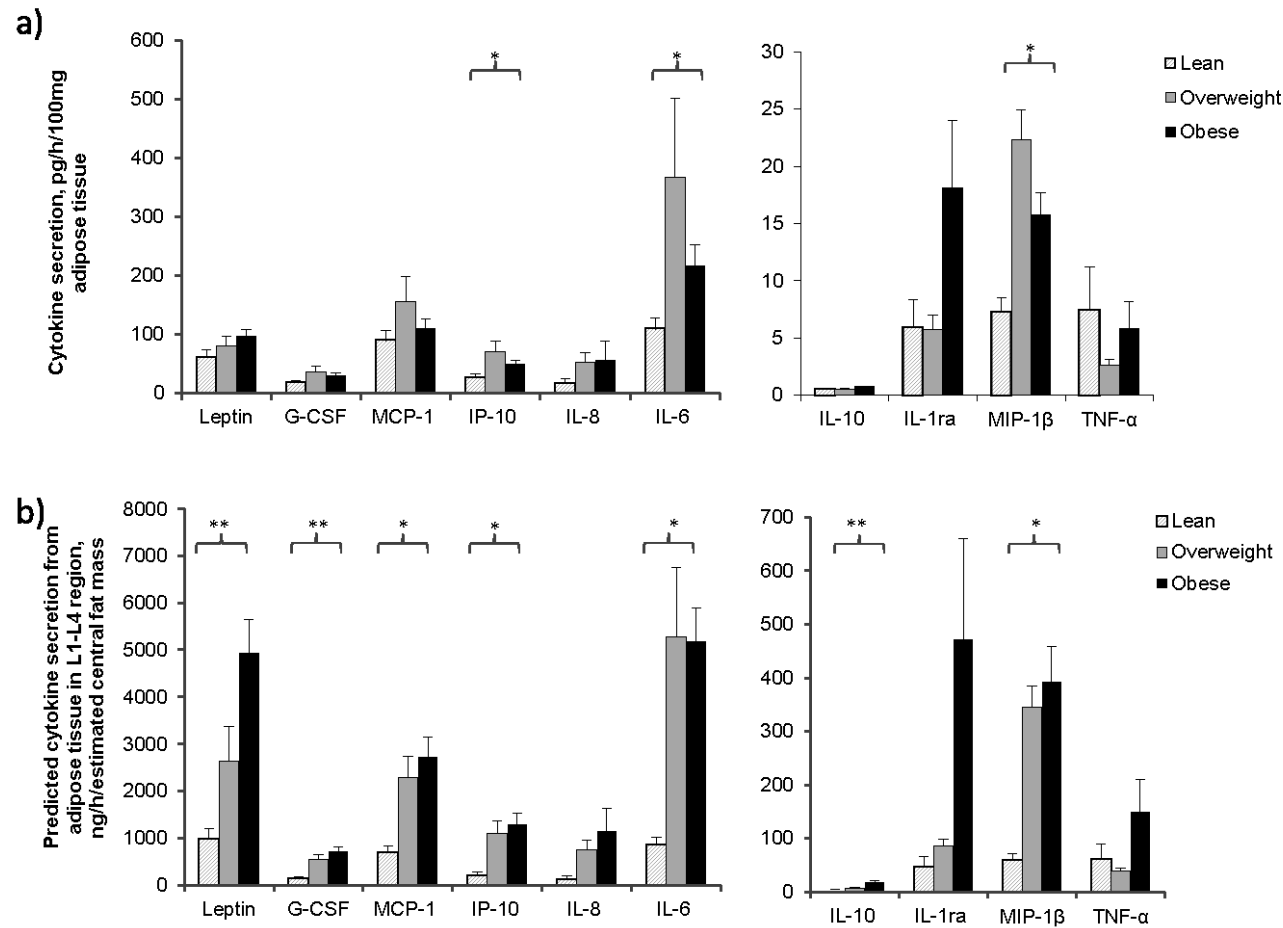 a)
Cytokine secretion, pg/h/100mg
adipose tissue
600
500
400
300
200
100
0
*
*
Leptin G-CSF MCP-1 IP-10 IL-8 IL-6
30
25
20
15
10
5
0
*
IL-10 IL-1ra MIP-1β TNF-α
Lean
Overweight
Obese
b)
Predicted cytokine secretion from
adipose tissue in L1-L4 region,
ng/h/estimated central fat mass
8000
7000
6000
5000
4000
3000
2000
1000
0
**
**
*
*
*
Leptin G-CSF MCP-1 IP-10 IL-8 IL-6
700
600
500
400
300
200
100
0
**
*
IL-10 IL-1ra MIP-1β TNF-α
Lean
Overweight
Obese